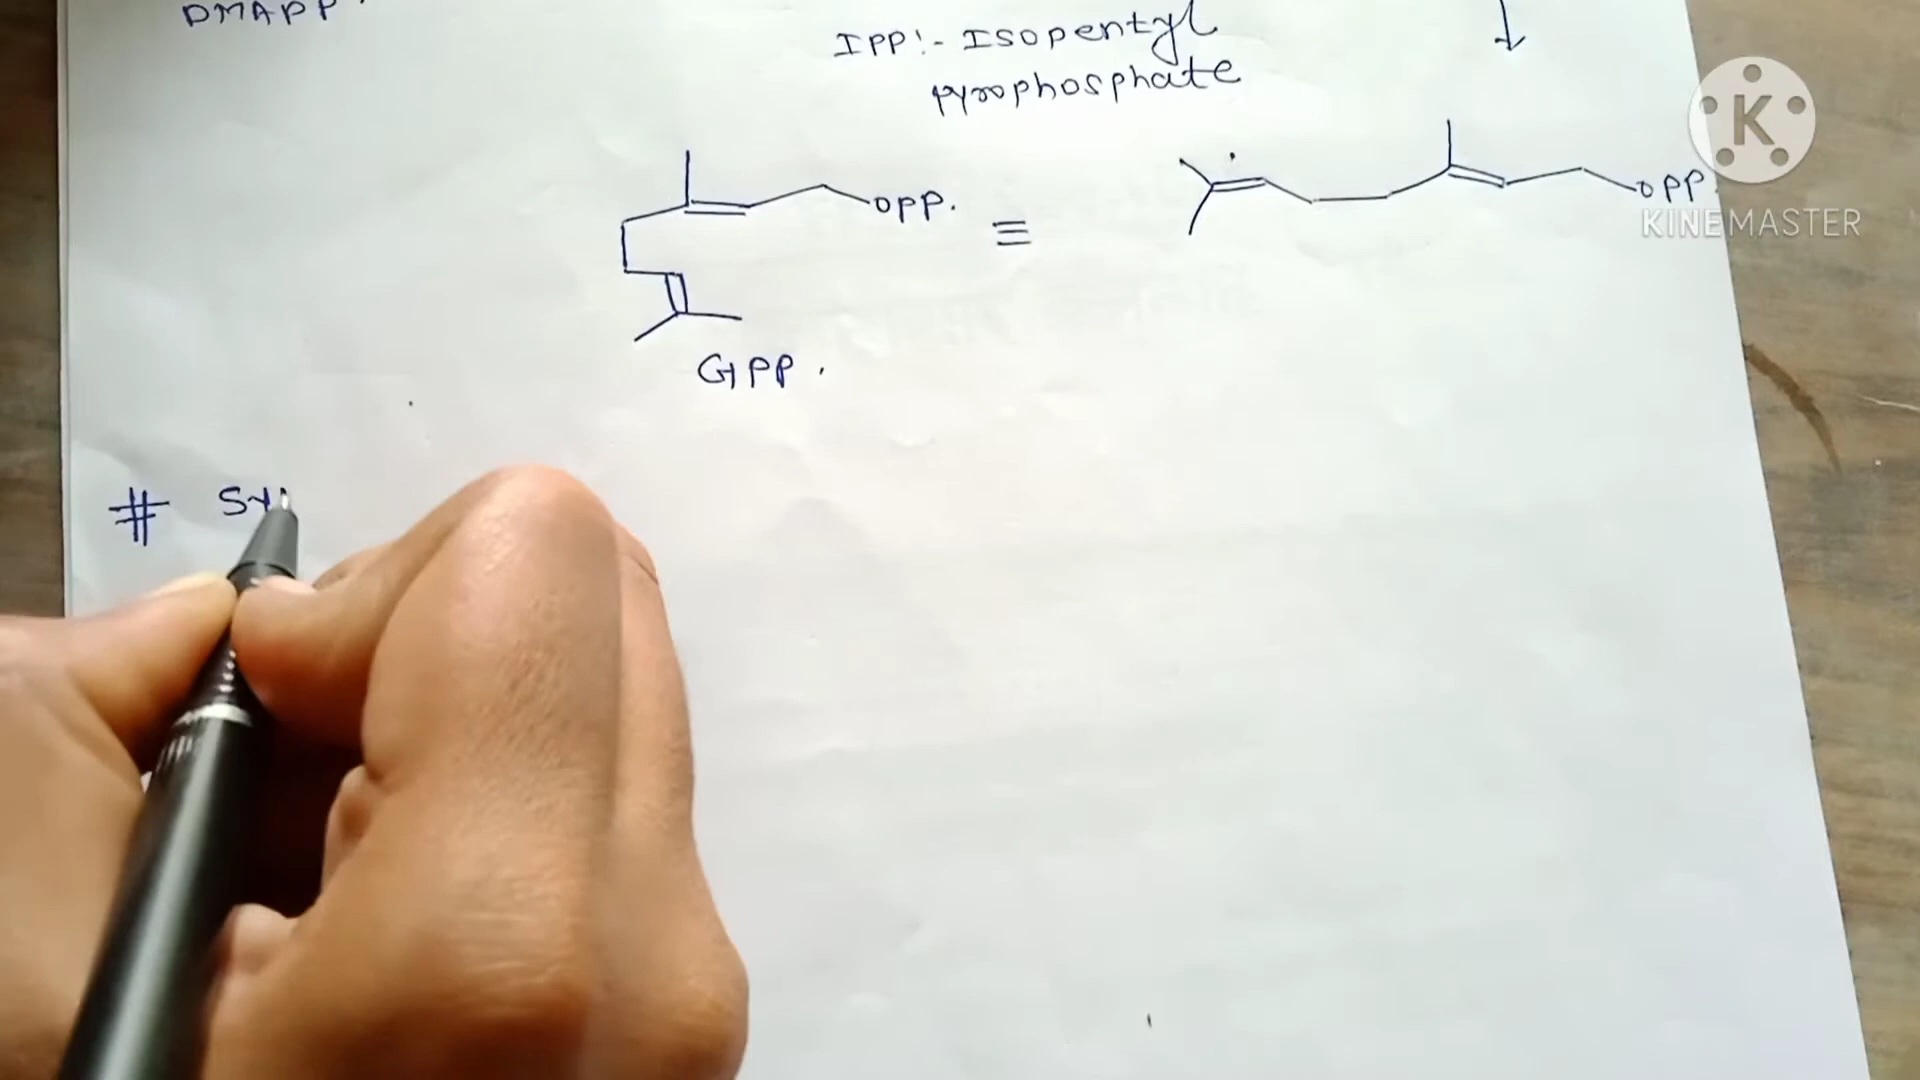 DMAPP.
IPP:- Isopentyl
pyrophosphate
OPP.
≡
OPP.
GPP.
# Sy
K
KINEMASTER